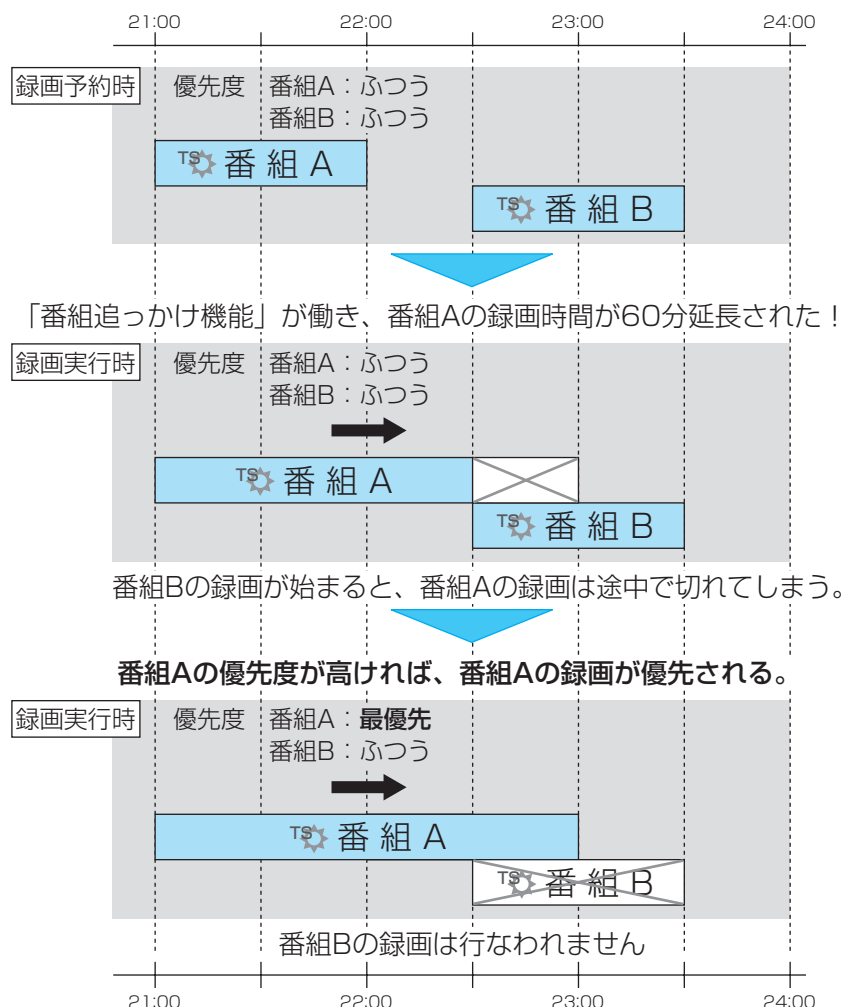 21:00 22:00 23:00 24:00
録画予約時 優先度 番組A：ふつう
番組B：ふつう
TS 番組A
TS 番組B
「番組追っかけ機能」が働き、番組Aの録画時間が60分延長された！
録画実行時 優先度 番組A：ふつう
番組B：ふつう
TS 番組A
TS 番組B
番組Bの録画が始まると、番組Aの録画は途中で切れてしまう。
番組Aの優先度が高ければ、番組Aの録画が優先される。
録画実行時 優先度 番組A：最優先
番組B：ふつう
TS 番組A
TS 番組B
番組Bの録画は行なわれません
21:00 22:00 23:00 24:00